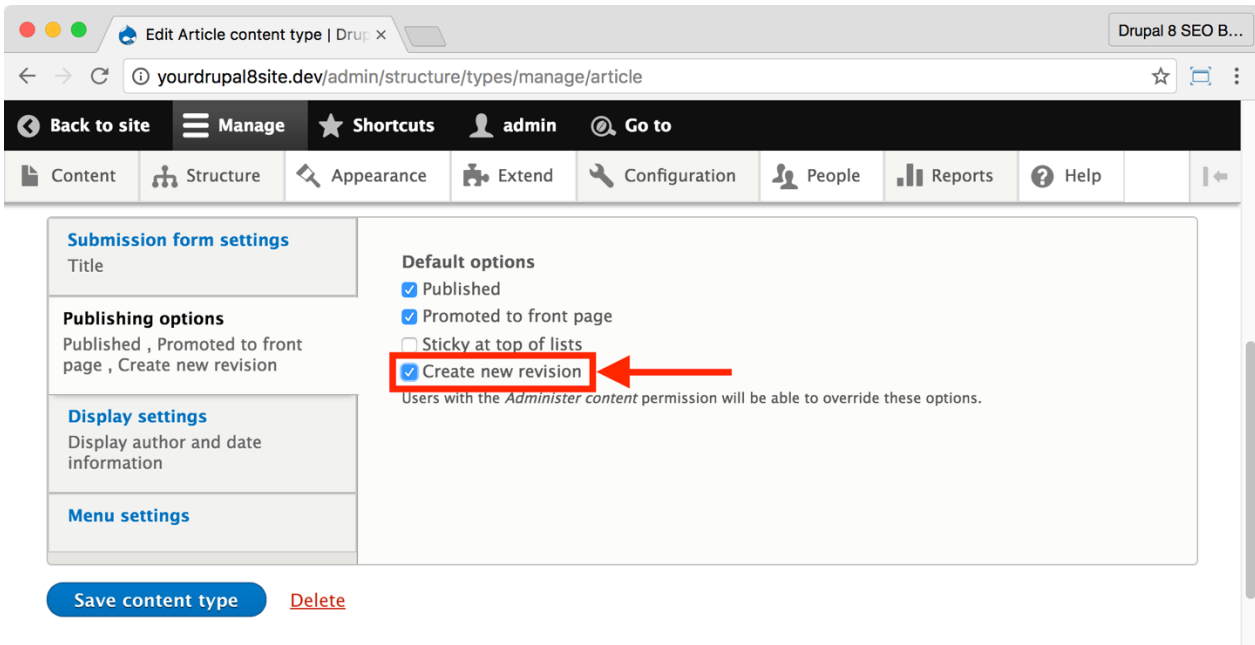 Edit Article content type | Drup
Drupal 8 SEO B...
yourdrupal8site.dev/admin/structure/types/manage/article
Back to site Manage Shortcuts admin Go to
Content Structure Appearance Extend Configuration People Reports Help
Submission form settings
Title
Publishing options
Published , Promoted to front
page , Create new revision
Display settings
Display author and date
information
Menu settings
Default options
Published
Promoted to front page
Sticky at top of lists
Create new revision
Users with the Administer content permission will be able to override these options.
Save content type Delete